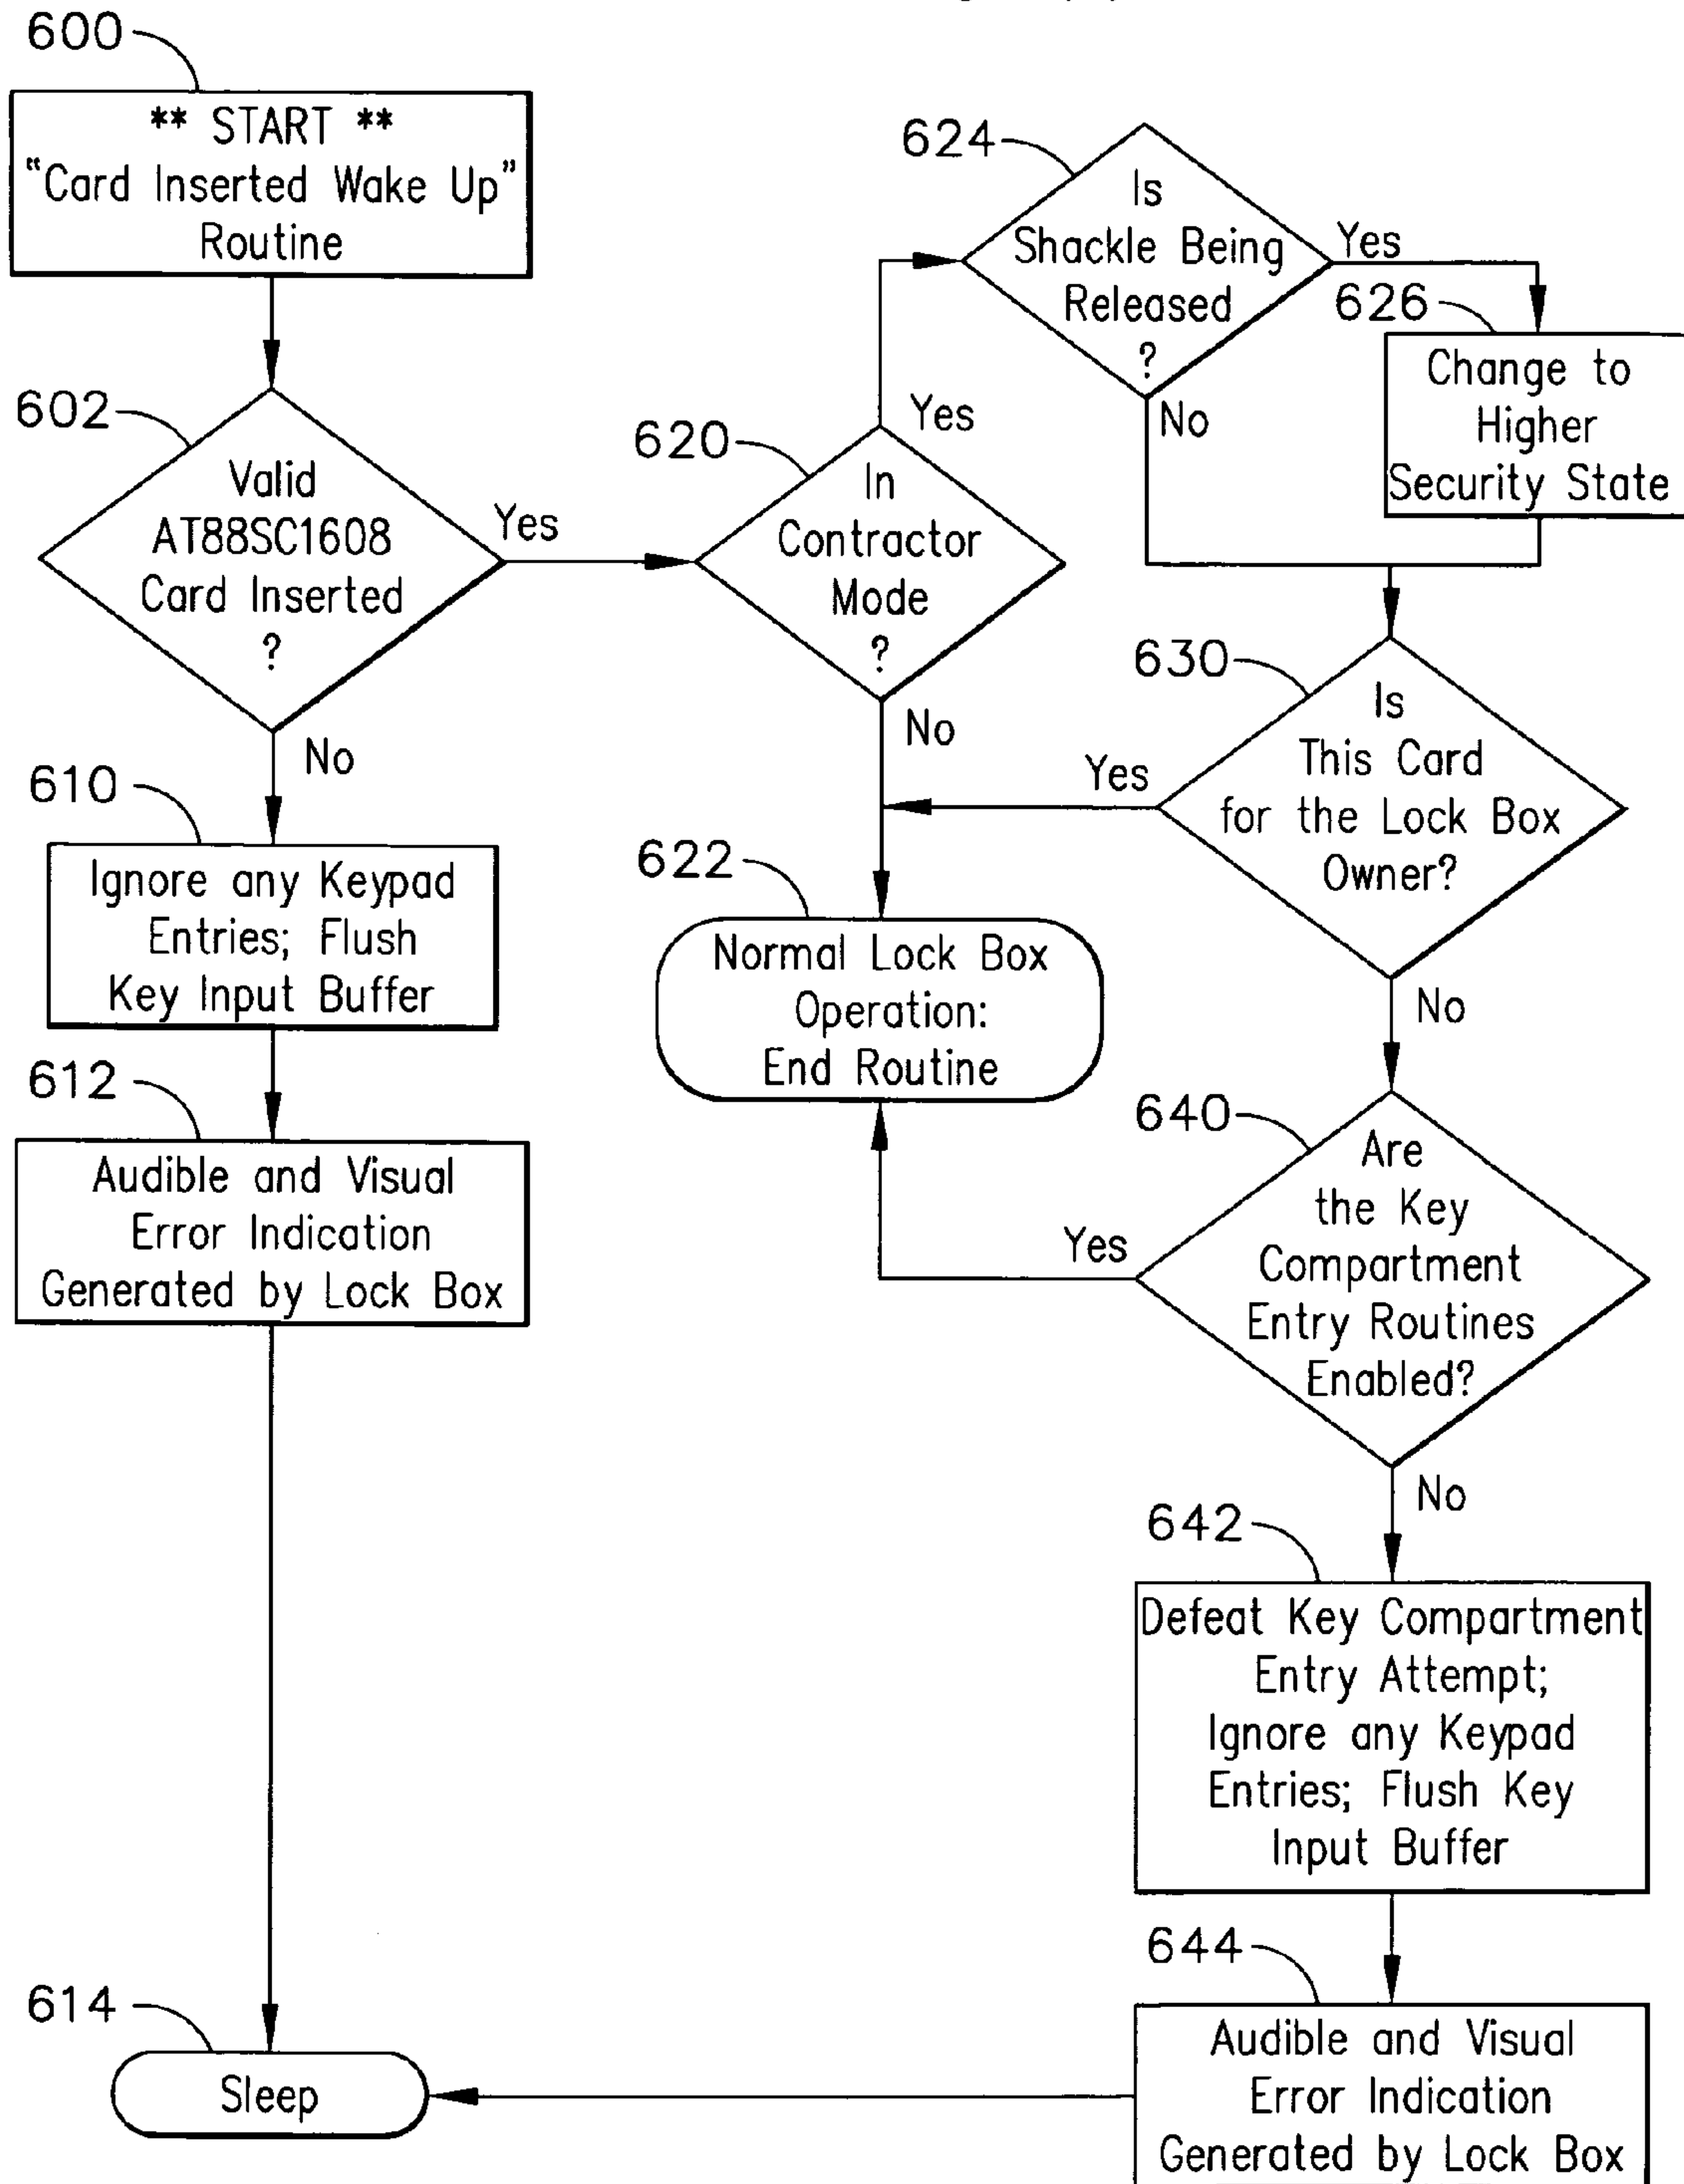 600
** START **
"Card Inserted Wake Up"
Routine
602
Valid
AT88SC1608
Card Inserted
?
Yes
No
610
Ignore any Keypad
Entries; Flush
Key Input Buffer
612
Audible and Visual
Error Indication
Generated by Lock Box
614
Sleep
620
In
Contractor
Mode
?
Yes
No
622
Normal Lock Box
Operation:
End Routine
624
Is
Shackle Being
Released
?
Yes
No
626
Change to
Higher
Security State
630
Is
This Card
for the Lock Box
Owner?
Yes
No
640
Are
the Key
Compartment
Entry Routines
Enabled?
Yes
No
642
Defeat Key Compartment
Entry Attempt;
Ignore any Keypad
Entries; Flush Key
Input Buffer
644
Audible and Visual
Error Indication
Generated by Lock Box